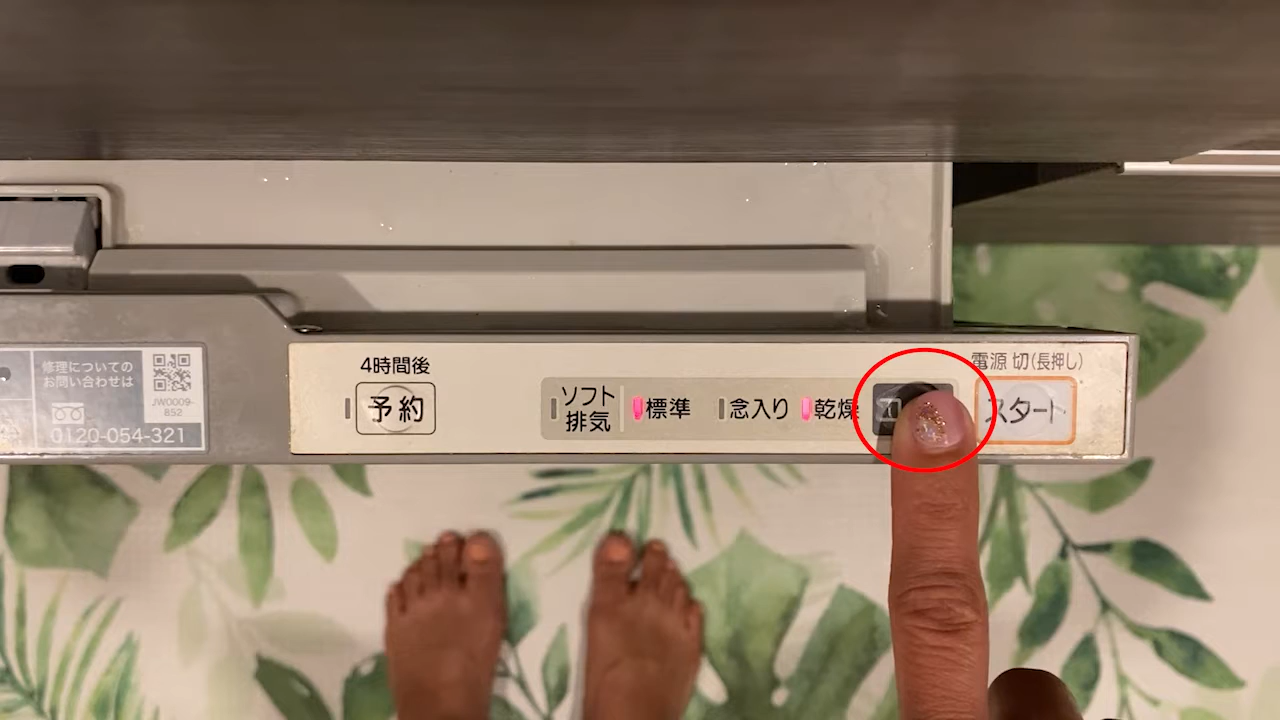 修理についての
お問い合わせは
JW0009-
852
0120-054-321
4時間後
予約
ソフト
排気
標準
念入り
乾燥
電源 切(長押し)
スタート